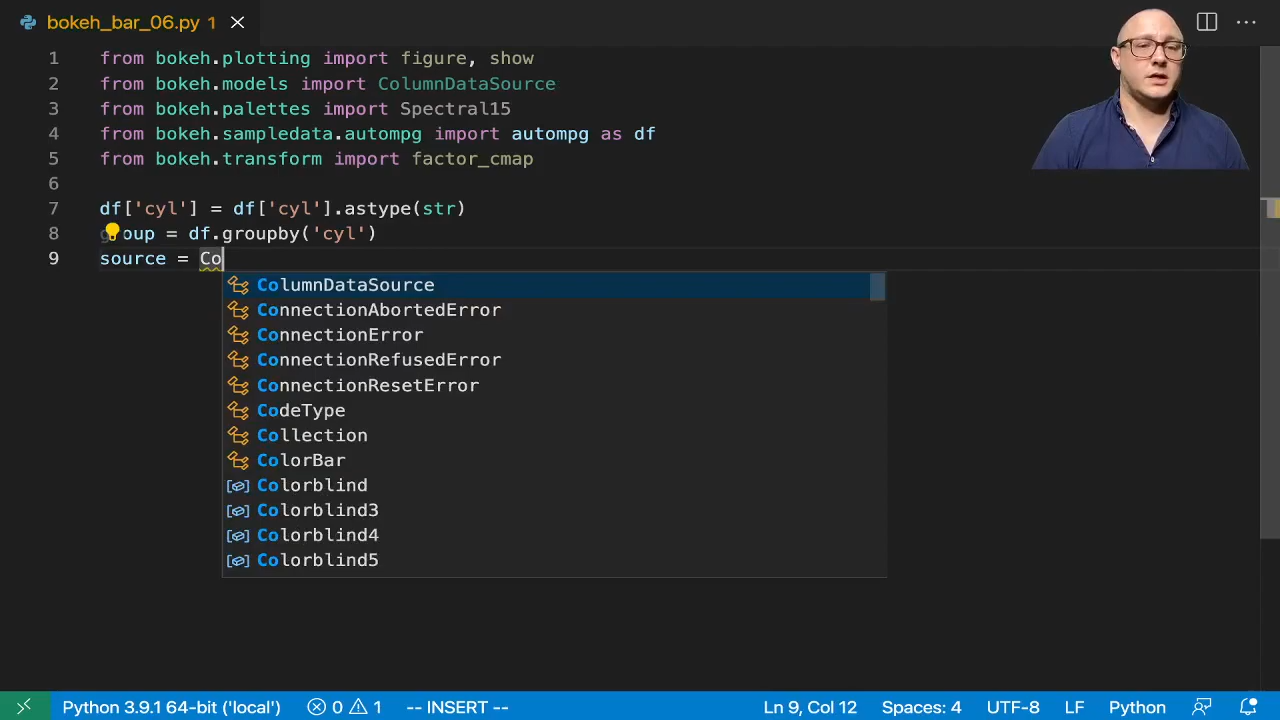 bokeh_bar_06.py 1
1 from bokeh.plotting import figure, show
2 from bokeh.models import ColumnDataSource
3 from bokeh.palettes import Spectral15
4 from bokeh.sampledata.autompg import autompg as df
5 from bokeh.transform import factor_cmap
6
7 df['cyl'] = df['cyl'].astype(str)
8 group = df.groupby('cyl')
9 source = Co
ColumnDataSource
ConnectionAbortedError
ConnectionError
ConnectionRefusedError
ConnectionResetError
CodeType
Collection
ColorBar
Colorblind
Colorblind3
Colorblind4
Colorblind5
Python 3.9.1 64-bit ('local') 0 1 -- INSERT -- Ln 9, Col 12 Spaces: 4 UTF-8 LF Python